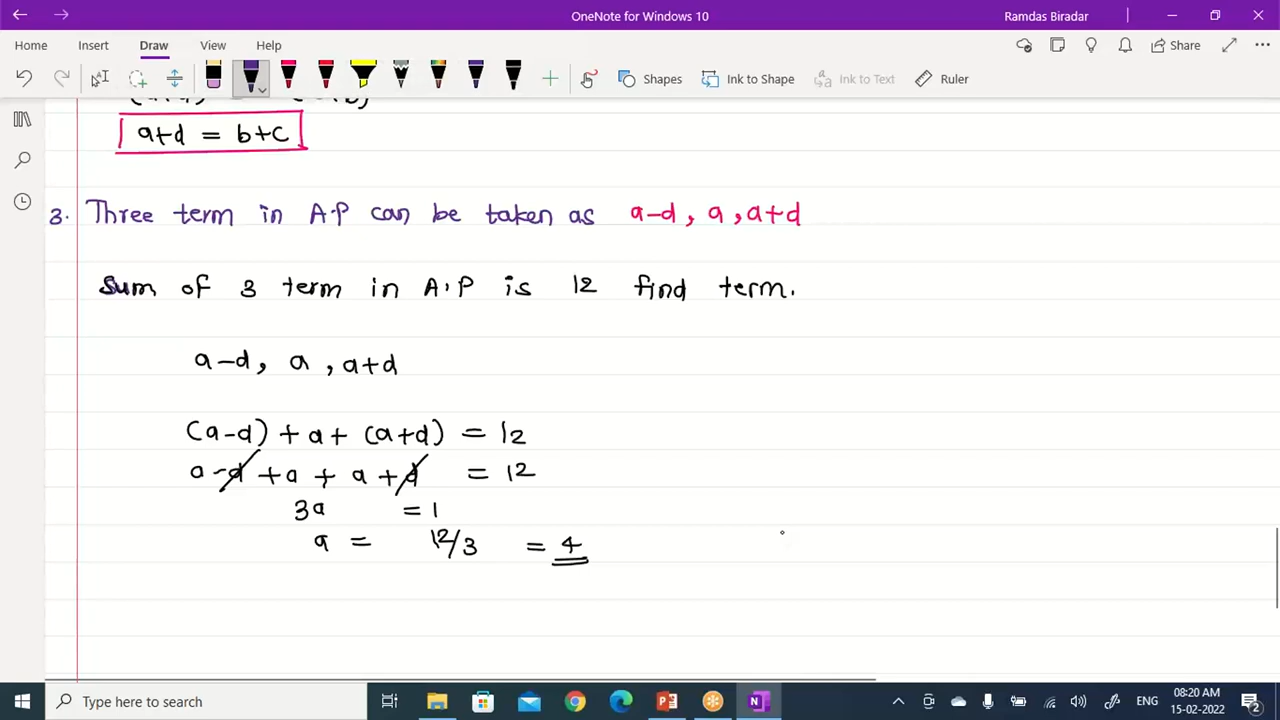 OneNote for Windows 10
Ramdas Biradar
Home Insert Draw View Help
Share
Shapes
Ink to Shape
Ink to Text
Ruler
a+d = b+c
3. Three term in A.P can be taken as a-d, a, a+d
Sum of 3 term in A.P is 12 find term.
a-d, a, a+d
(a-d) + a + (a+d) = 12
a-d + a + a + d = 12
3a = 1
a = 12/3 = 4
Type here to search
ENG
08:20 AM
15-02-2022
2